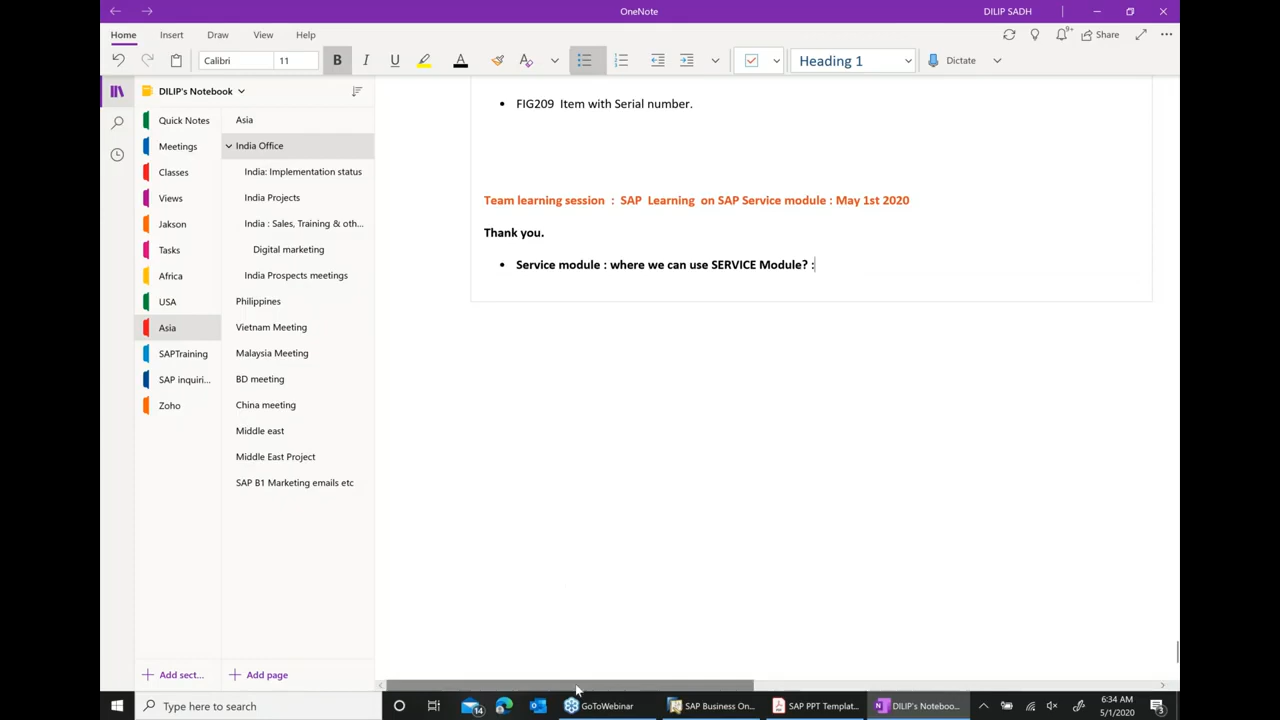 OneNote
DILIP SADH
Home Insert Draw View Help
9+ Share
Calibri 11 B I U A Heading 1 Dictate
DILIP's Notebook
Quick Notes
Meetings
Classes
Views
Jakson
Tasks
Africa
USA
Asia
SAPTraining
SAP inquiri...
Zoho
Add sect...
Asia
India Office
India: Implementation status
India Projects
India : Sales, Training & oth...
Digital marketing
India Prospects meetings
Philippines
Vietnam Meeting
Malaysia Meeting
BD meeting
China meeting
Middle east
Middle East Project
SAP B1 Marketing emails etc
Add page
• FIG209 Item with Serial number.
Team learning session : SAP Learning on SAP Service module : May 1st 2020
Thank you.
• Service module : where we can use SERVICE Module? :
Type here to search
14
GoToWebinar
SAP Business On...
SAP PPT Templat...
DILIP's Noteboo...
6:34 AM
5/1/2020
3